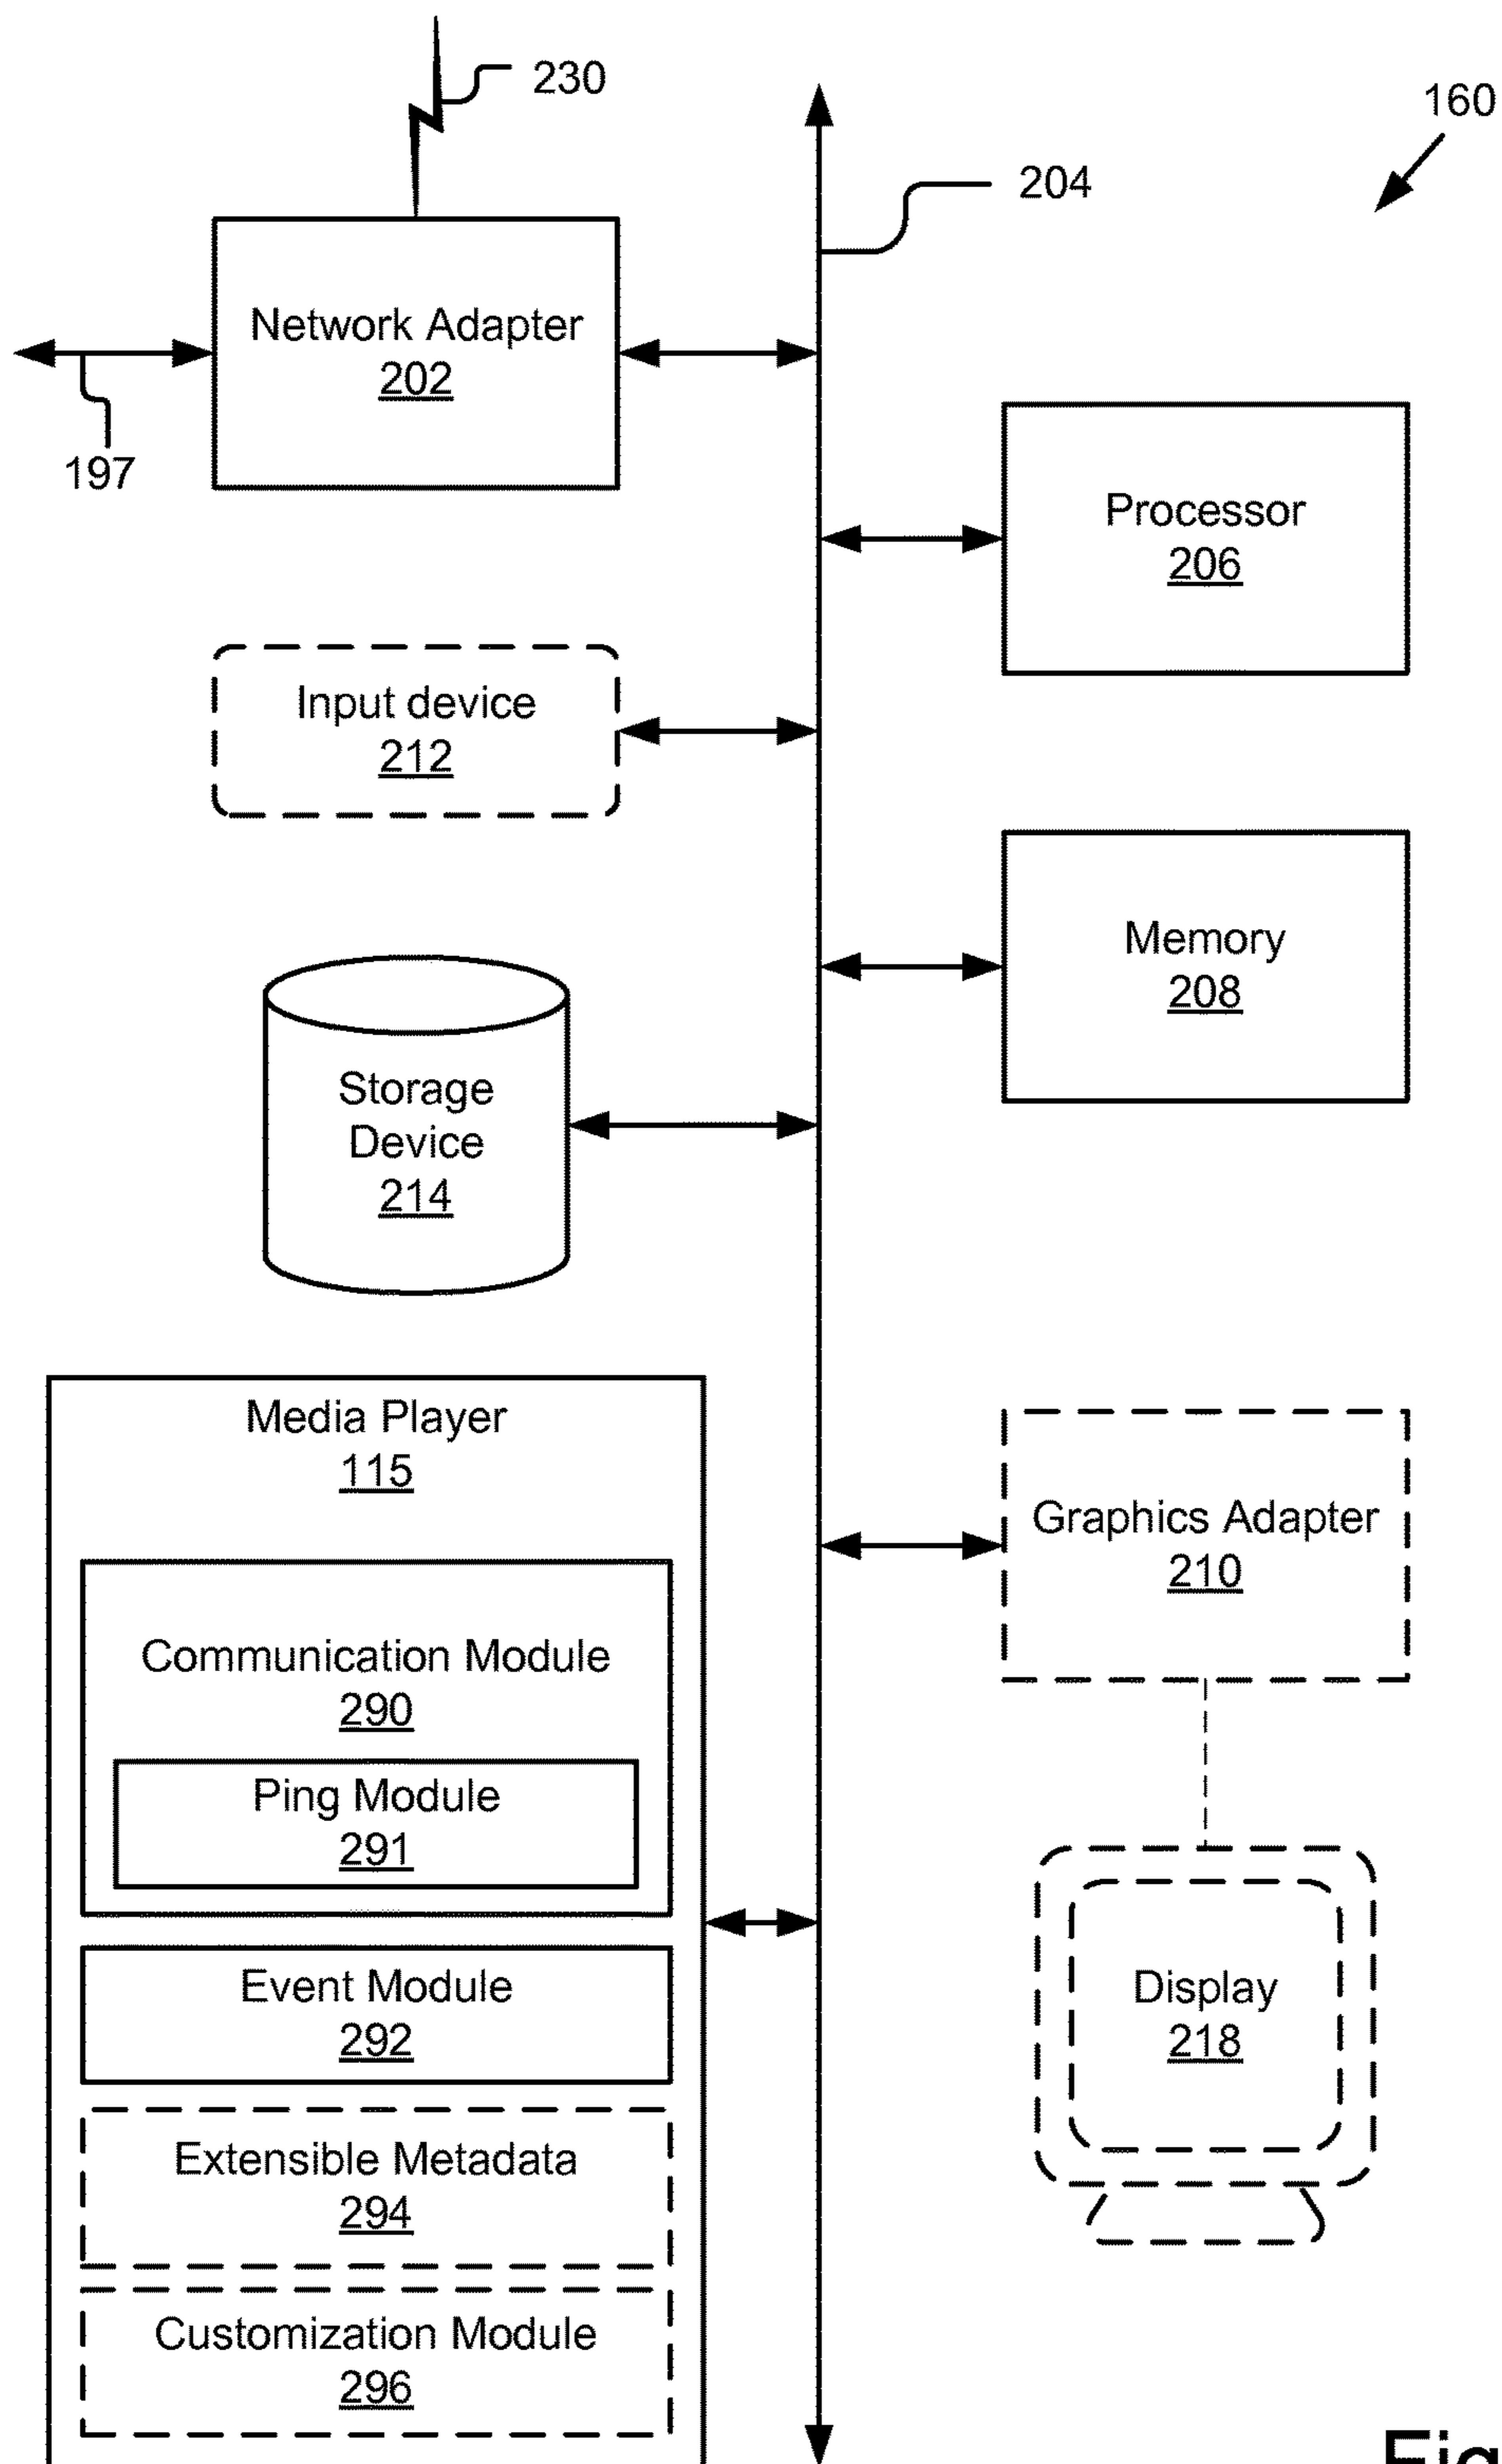 230
160
204
Network Adapter
202
197
Processor
206
Input device
212
Memory
208
Storage
Device
214
Media Player
115
Graphics Adapter
210
Communication Module
290
Ping Module
291
Event Module
292
Display
218
Extensible Metadata
294
Customization Module
296
Fig